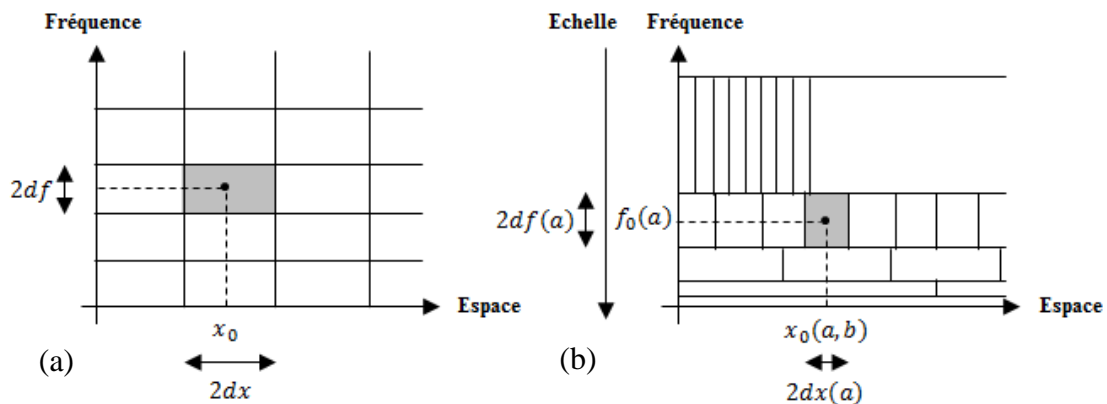 Fréquence
2df
Espace
x₀
(a)
2dx
Echelle
Fréquence
2df(a)
f₀(a)
Espace
x₀(a, b)
(b)
2dx(a)